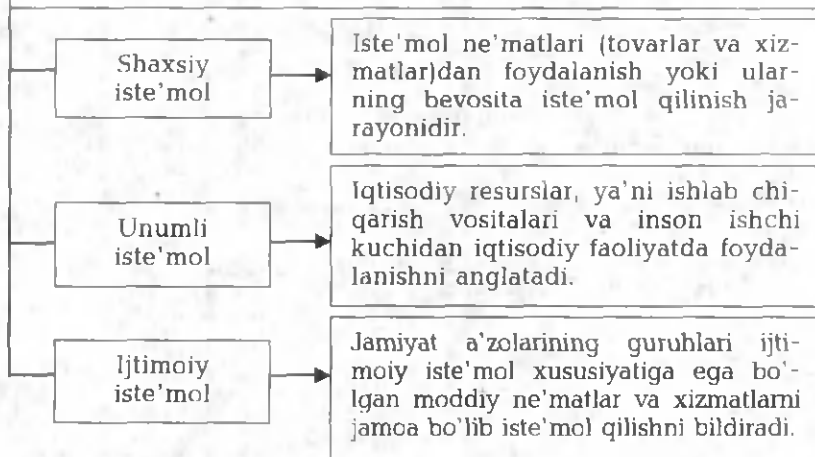 Shaxsiy
iste'mol
Iste'mol ne'matlari (tovarlar va xiz-
matlar)dan foydalanish yoki ular-
ning bevosita iste'mol qilinish ja-
rayonidir.
Unumli
iste'mol
Iqtisodiy resurslar, ya'ni ishlab chi-
qarish vositalari va inson ishchi
kuchidan iqtisodiy faoliyatda foyda-
lanishni anglatadi.
Ijtimoiy
iste'mol
Jamiyat a'zolarining guruhlari ijti-
moiy iste'mol xususiyatiga ega bo'-
lgan moddiy ne'matlar va xizmatlarni
jamoa bo'lib iste'mol qilishni bildiradi.